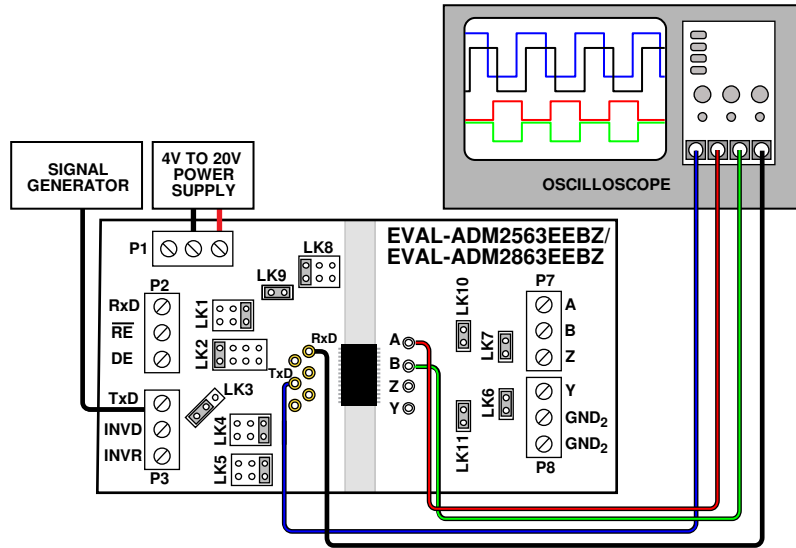 OSCILLOSCOPE
SIGNAL
GENERATOR
4V TO 20V
POWER
SUPPLY
EVAL-ADM2563EEBZ/
EVAL-ADM2863EEBZ
P1
LK8
LK9
P2
RxD
RE
DE
LK1
LK2
RxD
TxD
LK3
TxD
INVD
INVR
P3
LK4
LK5
A
B
Z
Y
LK10
LK7
LK6
LK11
P7
A
B
Z
Y
GND2
GND2
P8